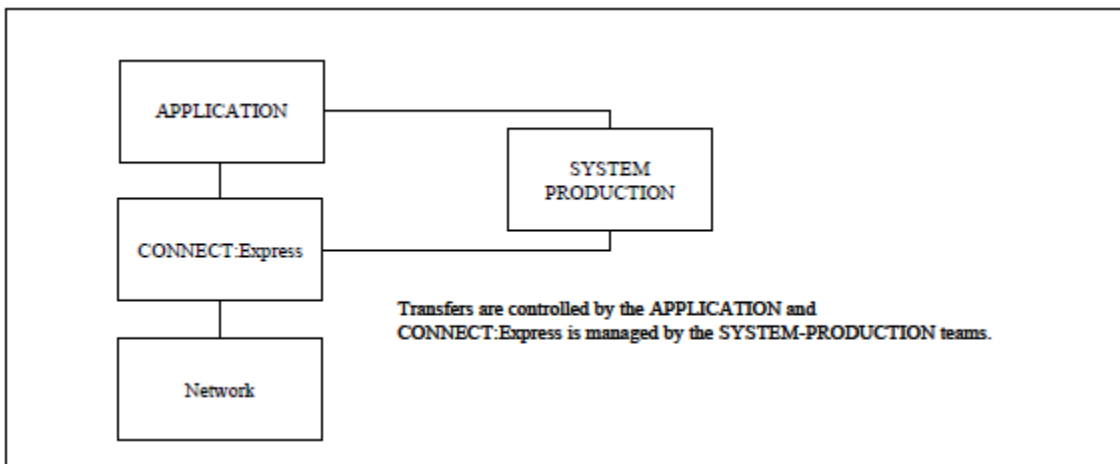 APPLICATION
SYSTEM
PRODUCTION
CONNECT:Express
Transfers are controlled by the APPLICATION and
CONNECT:Express is managed by the SYSTEM-PRODUCTION teams.
Network